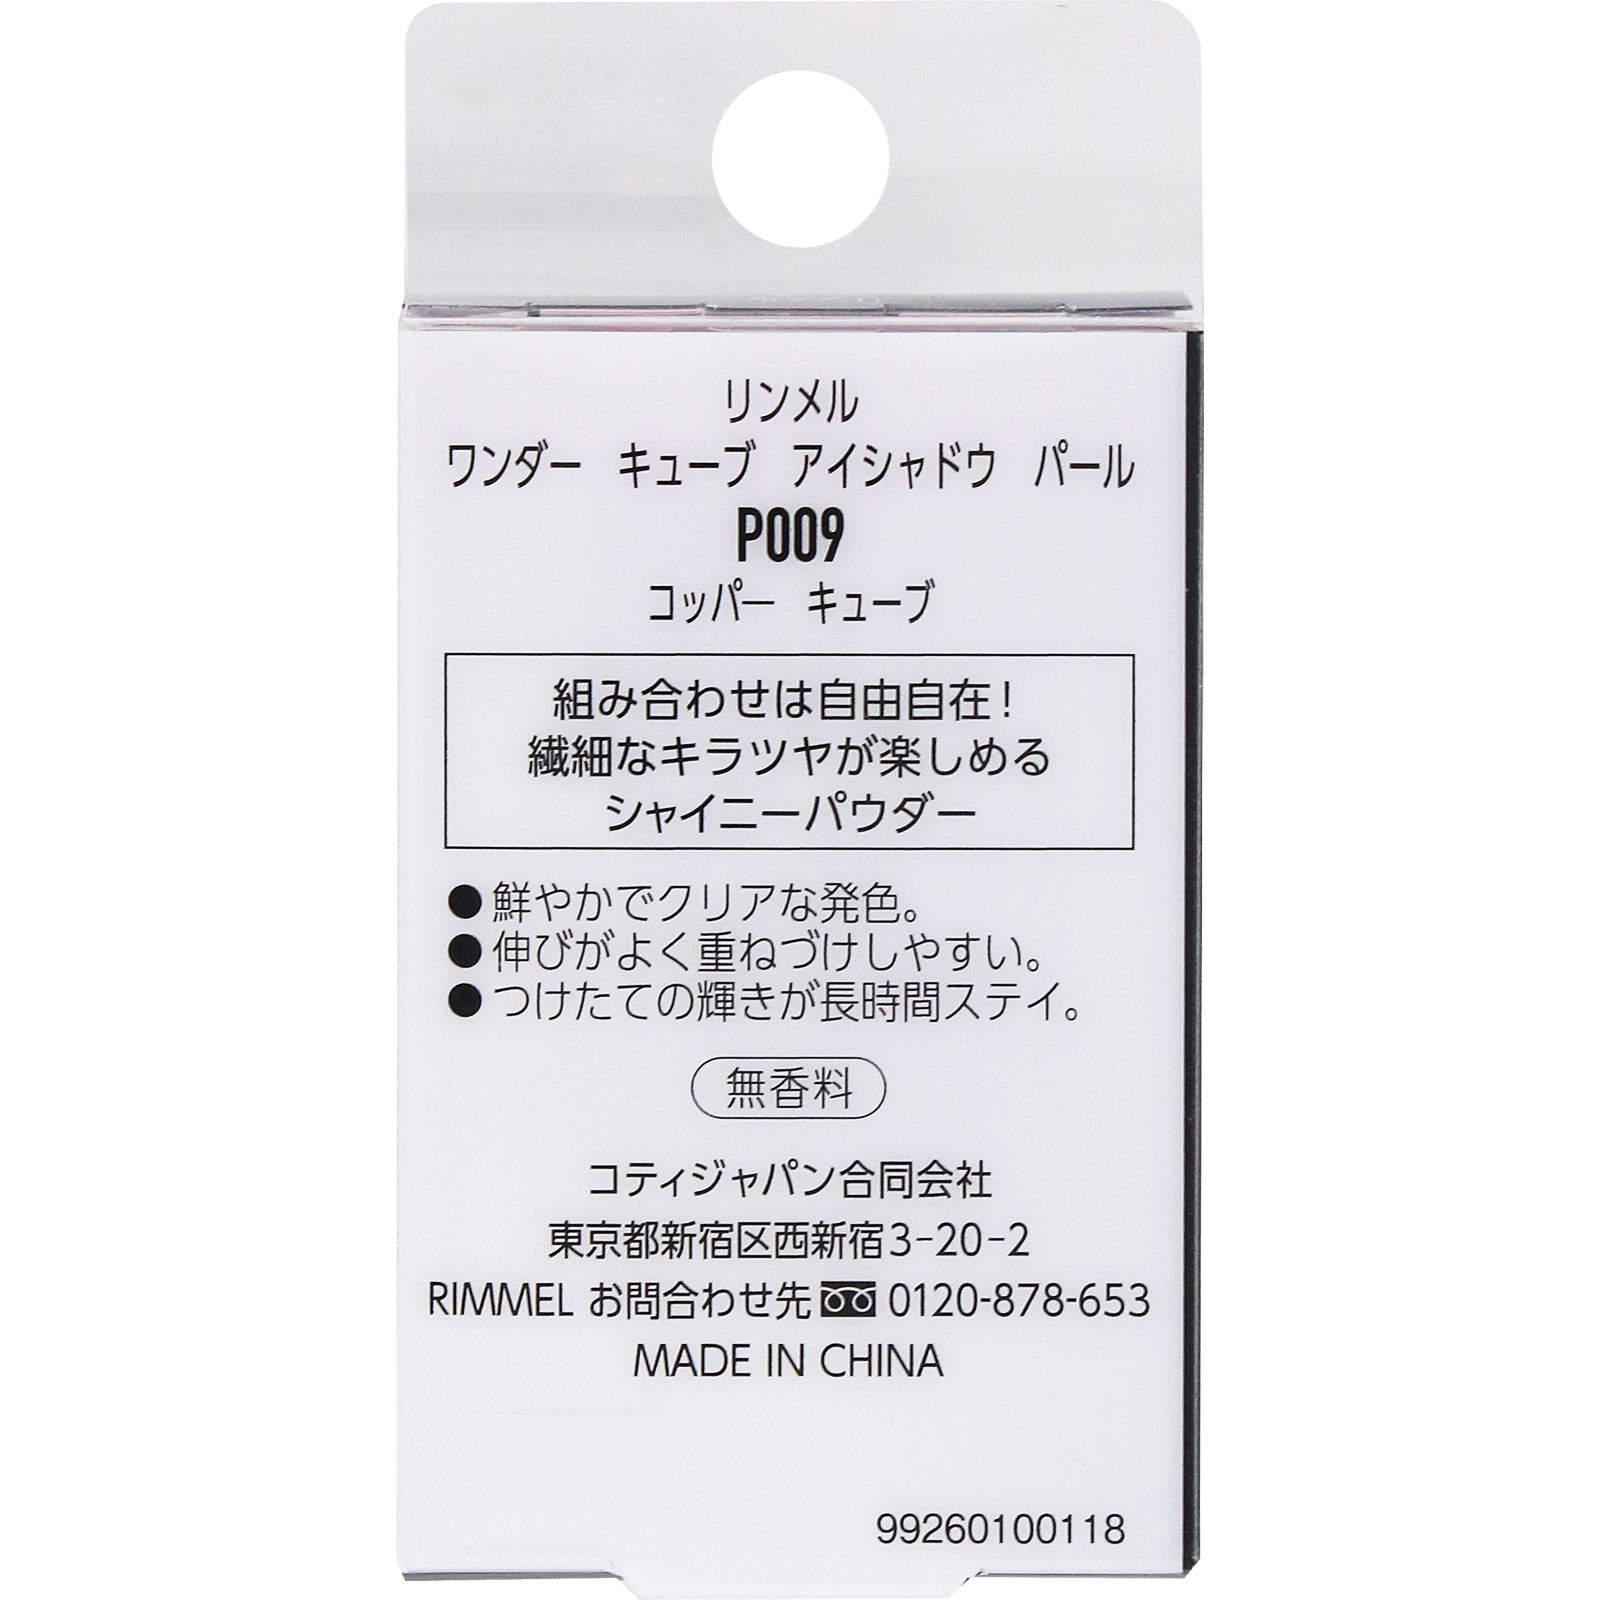 リンメル
ワンダー キューブ アイシャドウ パール
P009
コッパー キューブ
組み合わせは自由自在!
繊細なキラツヤが楽しめる
シャイニーパウダー
●鮮やかでクリアな発色。
●伸びがよく重ねづけしやすい。
●つけたての輝きが長時間ステイ。
無香料
コティジャパン合同会社
東京都新宿区西新宿3-20-2
RIMMEL お問合わせ先 0120-878-653
MADE IN CHINA
99260100118